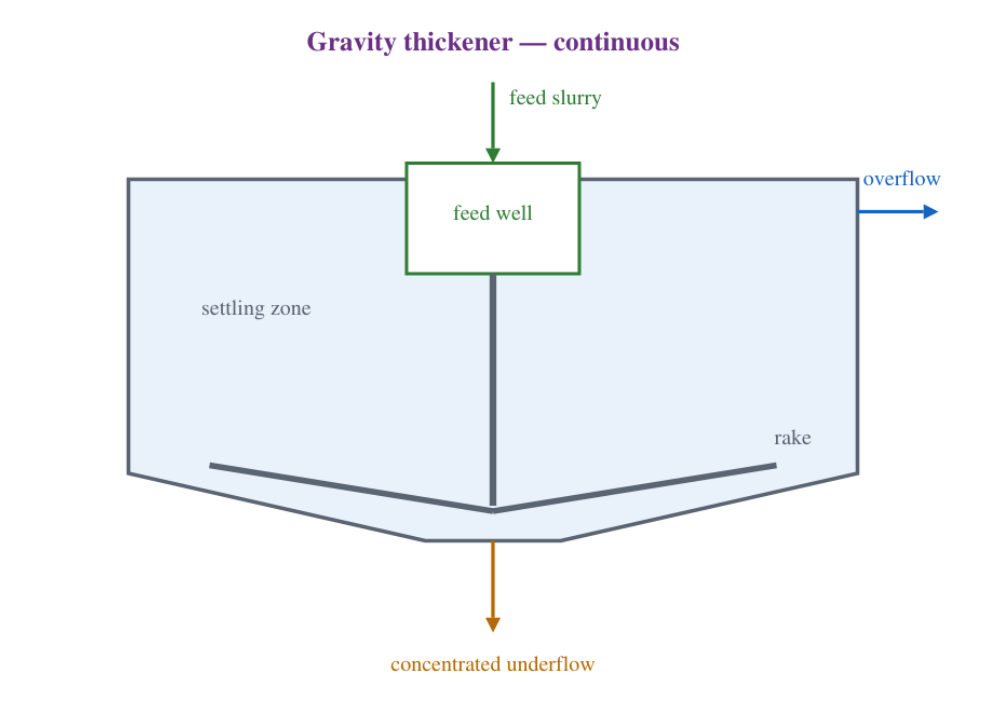 Gravity thickener — continuous
feed slurry
overflow
feed well
settling zone
rake
concentrated underflow